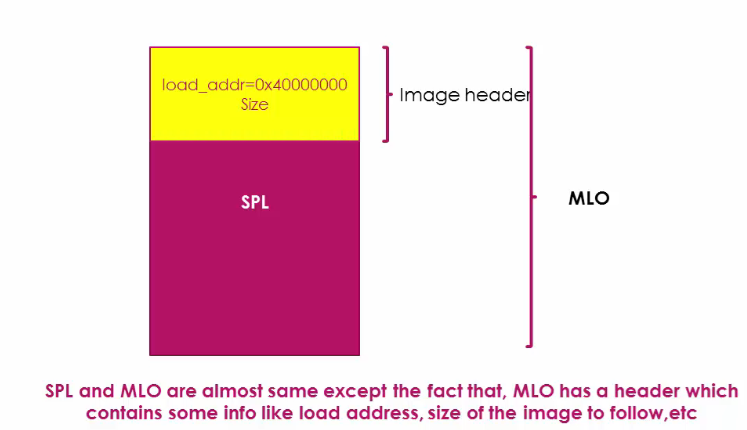 load_addr=0x40000000
Size
Image header
SPL
MLO
SPL and MLO are almost same except the fact that, MLO has a header which
contains some info like load address, size of the image to follow,etc